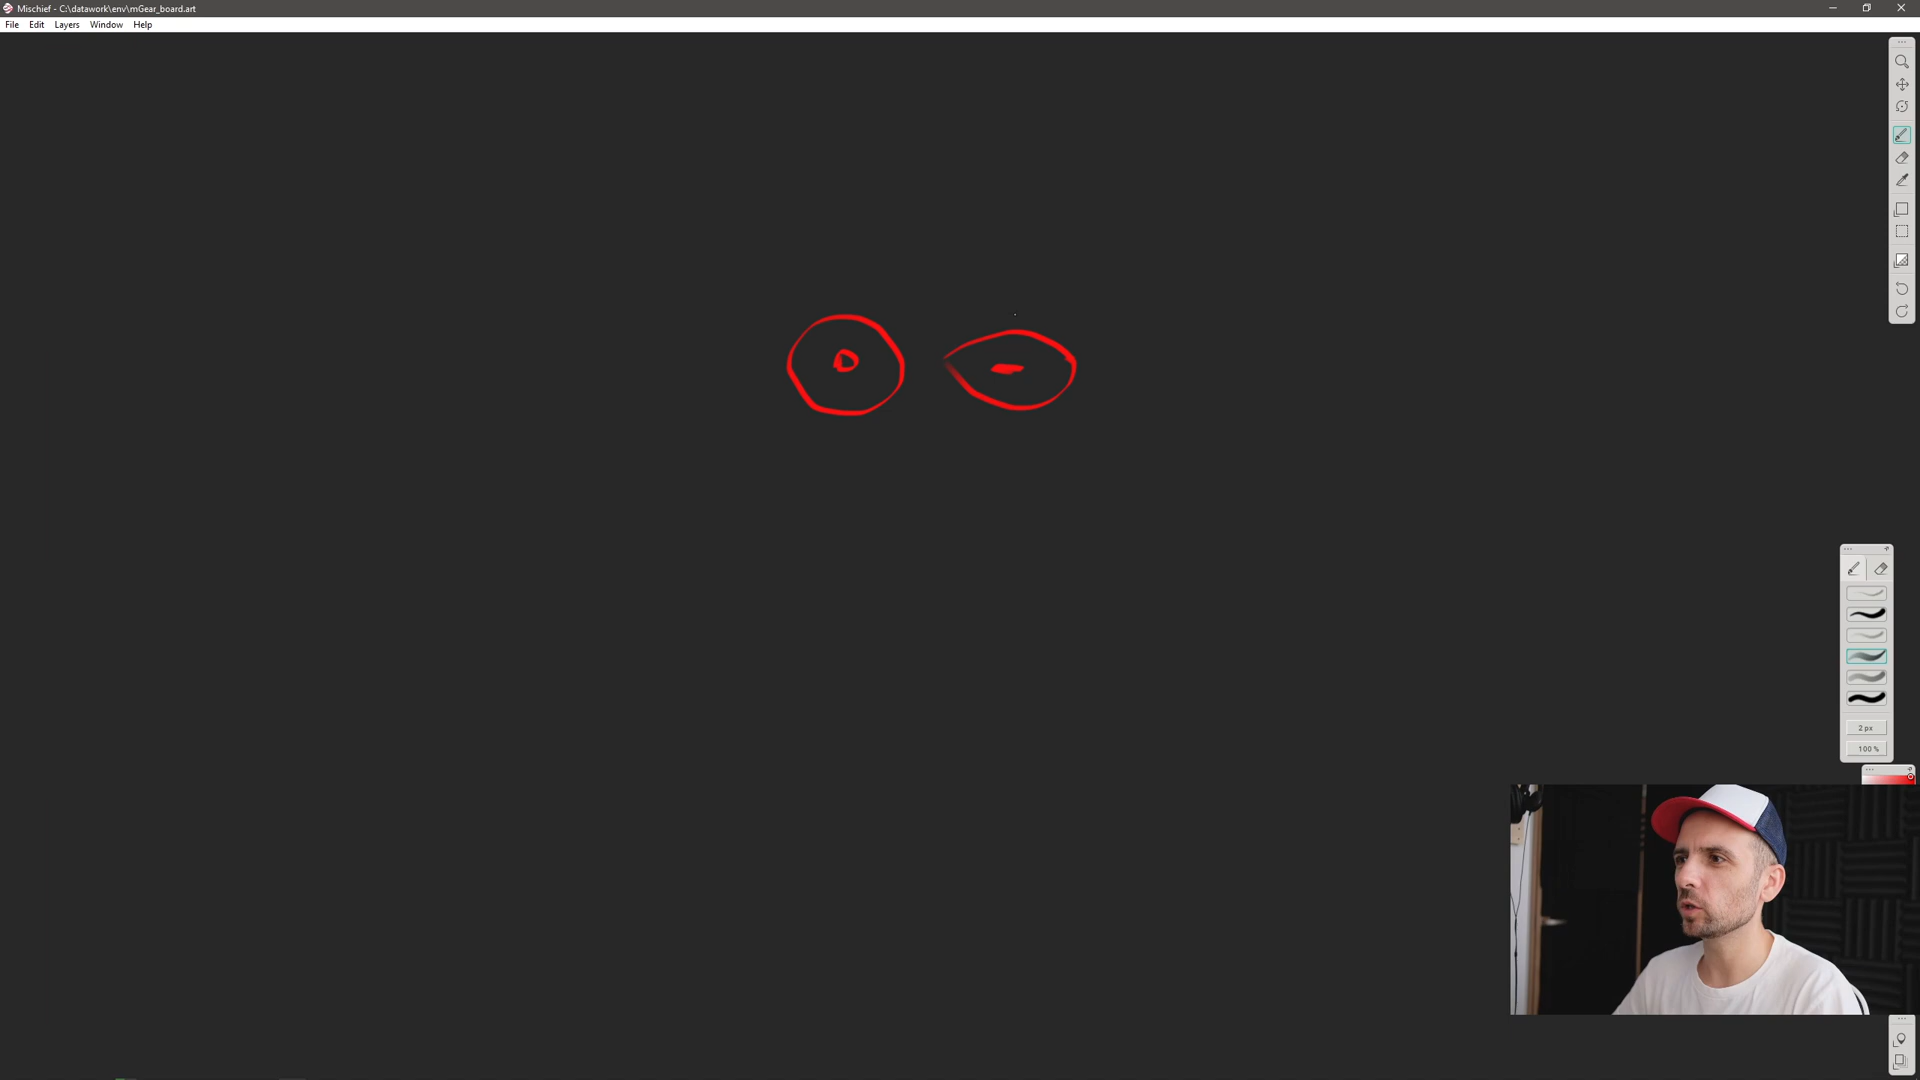 Mischief - C:\datawork\env\mGear_board.art
File Edit Layers Window Help
2 px
100 %